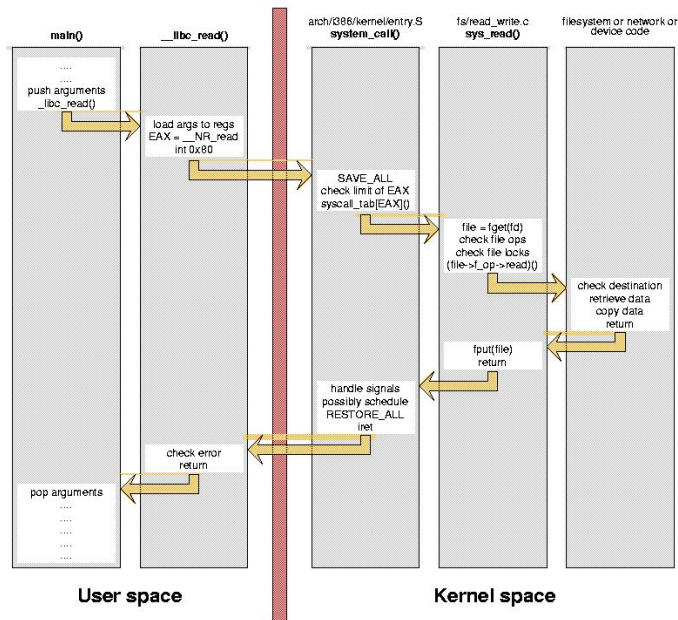 main()
__libc_read()
arch/i386/kernel/entry.S
system_call()
fs/read_write.c
sys_read()
filesystem or network or
device code
....
....
push arguments
_libc_read()
load args to regs
EAX = __NR_read
int 0x80
SAVE_ALL
check limit of EAX
syscall_tab[EAX]()
file = fget(fd)
check file ops
check file locks
(file->f_op->read)()
check destination
retrieve data
copy data
return
fput(file)
return
handle signals
possibly schedule
RESTORE_ALL
iret
check error
return
pop arguments
....
....
....
....
....
User space
Kernel space